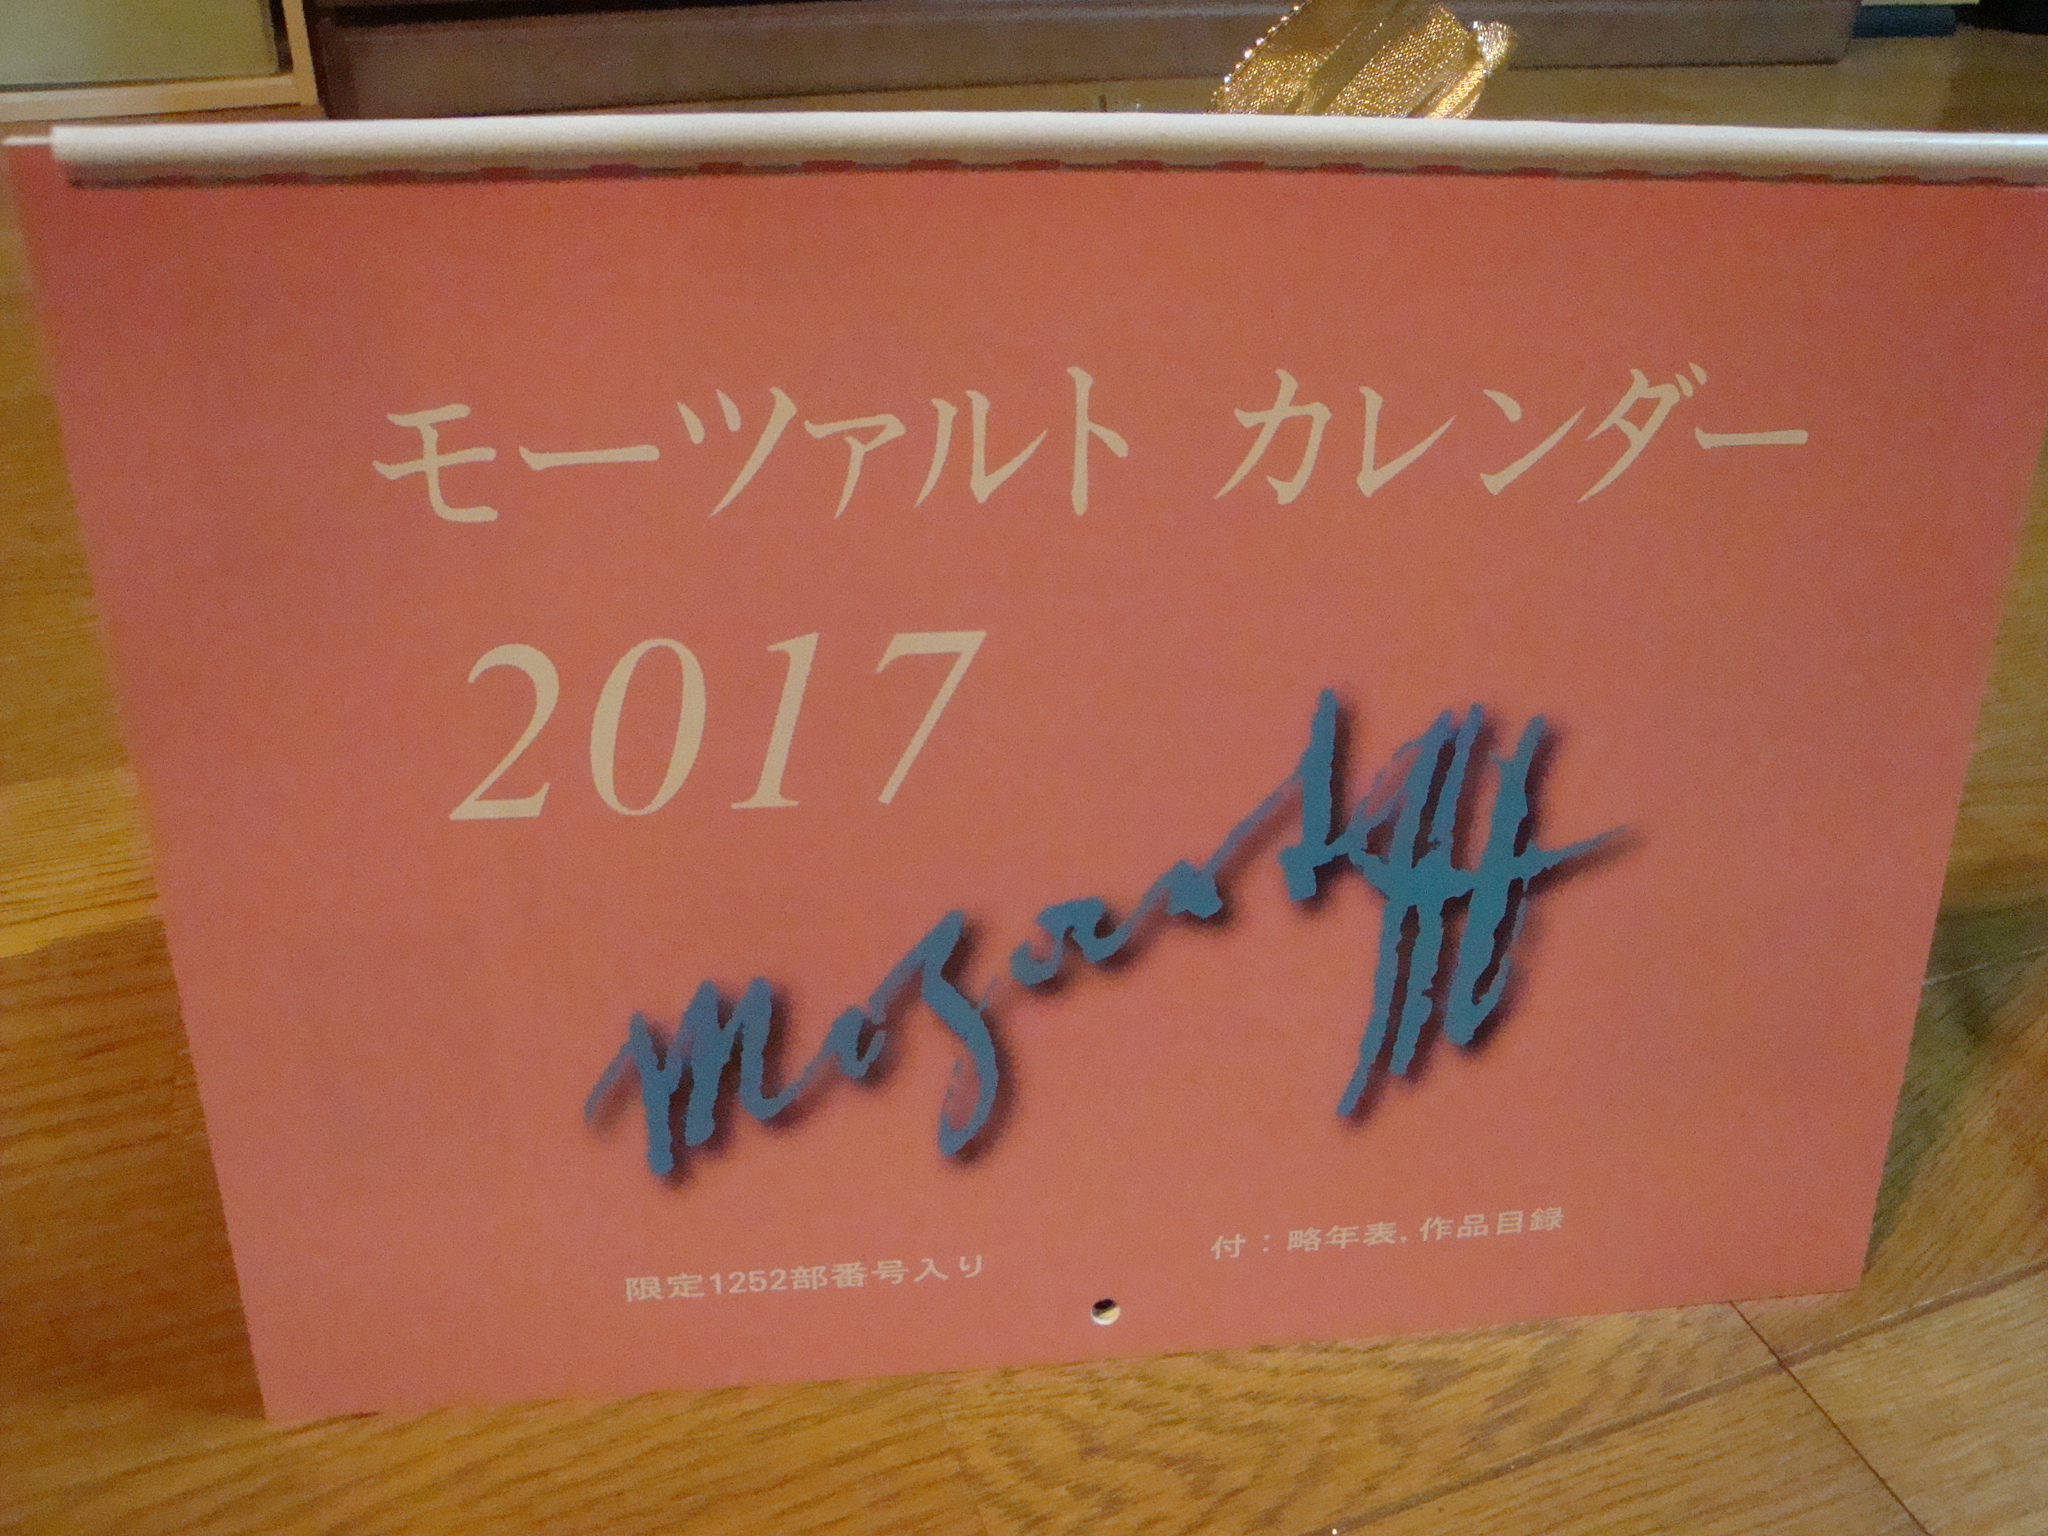 モーツァルト カレンダー
2017
mozart
限定1252部番号入り
付：略年表, 作品目録